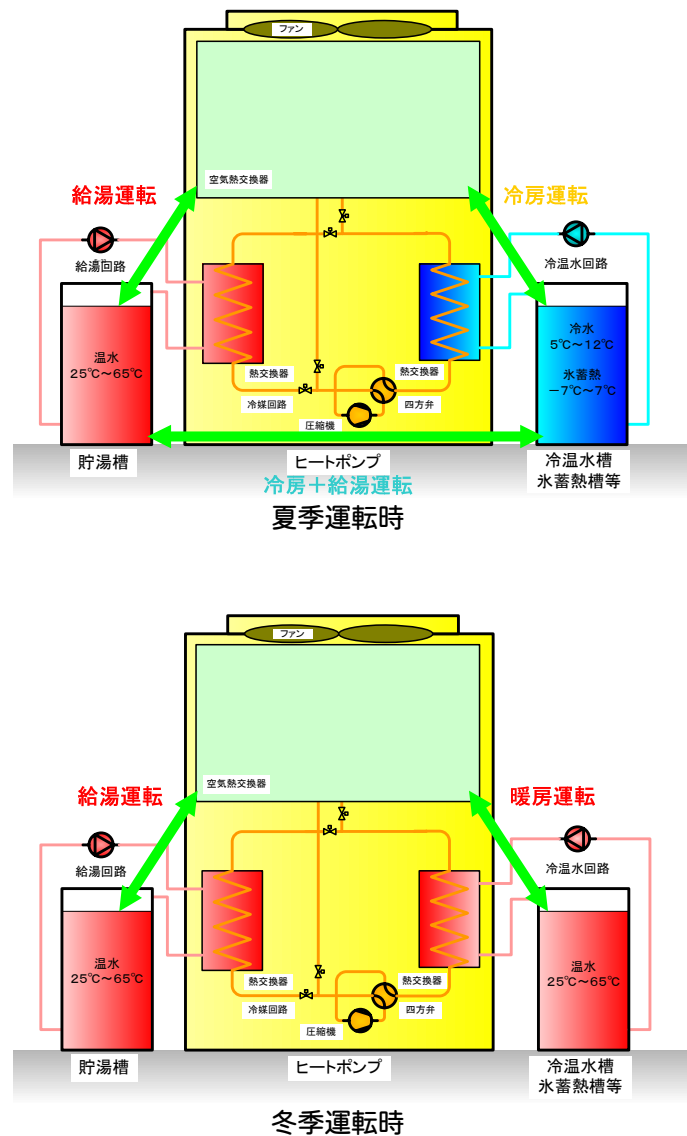 ファン
空気熱交換器
給湯運転
冷房運転
給湯回路
冷温水回路
温水
25℃～65℃
冷水
5℃～12℃
氷蓄熱
－7℃～7℃
熱交換器
熱交換器
冷媒回路
圧縮機
四方弁
貯湯槽
ヒートポンプ
冷温水槽
氷蓄熱槽等
冷房＋給湯運転
夏季運転時
ファン
空気熱交換器
給湯運転
暖房運転
給湯回路
冷温水回路
温水
25℃～65℃
温水
25℃～65℃
熱交換器
熱交換器
冷媒回路
圧縮機
四方弁
貯湯槽
ヒートポンプ
冷温水槽
氷蓄熱槽等
冬季運転時